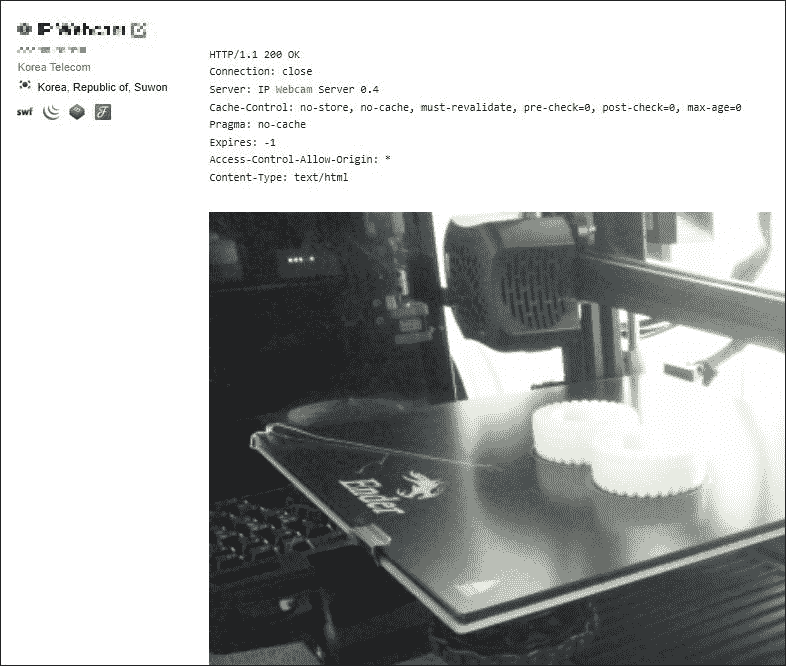 IP Webcam
Korea Telecom
Korea, Republic of, Suwon
swf
HTTP/1.1 200 OK
Connection: close
Server: IP Webcam Server 0.4
Cache-Control: no-store, no-cache, must-revalidate, pre-check=0, post-check=0, max-age=0
Pragma: no-cache
Expires: -1
Access-Control-Allow-Origin: *
Content-Type: text/html
Ender